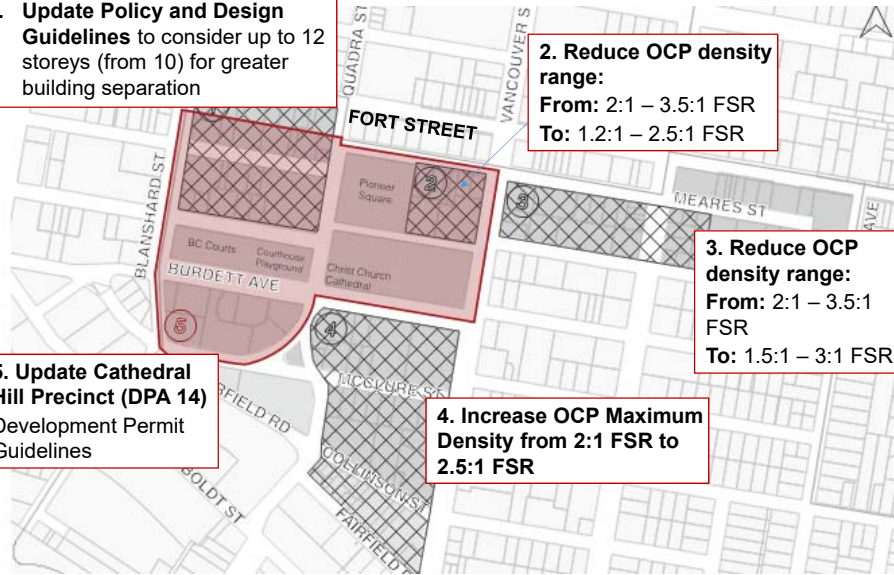 . Update Policy and Design
Guidelines to consider up to 12
storeys (from 10) for greater
building separation
QUADRA ST
VANCOUVER S
2. Reduce OCP density
range:
From: 2:1 – 3.5:1 FSR
To: 1.2:1 – 2.5:1 FSR
FORT STREET
BLANSHARD ST
Pioneer
Square
2
3
MEARES ST
AVE
BC Courts
Courthouse
Playground
Christ Church
Cathedral
BURDETT AVE
3. Reduce OCP
density range:
From: 2:1 – 3.5:1
FSR
To: 1.5:1 – 3:1 FSR
5
4
5. Update Cathedral
Hill Precinct (DPA 14)
Development Permit
Guidelines
MCCLURE ST
RFIELD RD
4. Increase OCP Maximum
Density from 2:1 FSR to
2.5:1 FSR
COLLINSON ST
BOLDT ST
FAIRFIELD